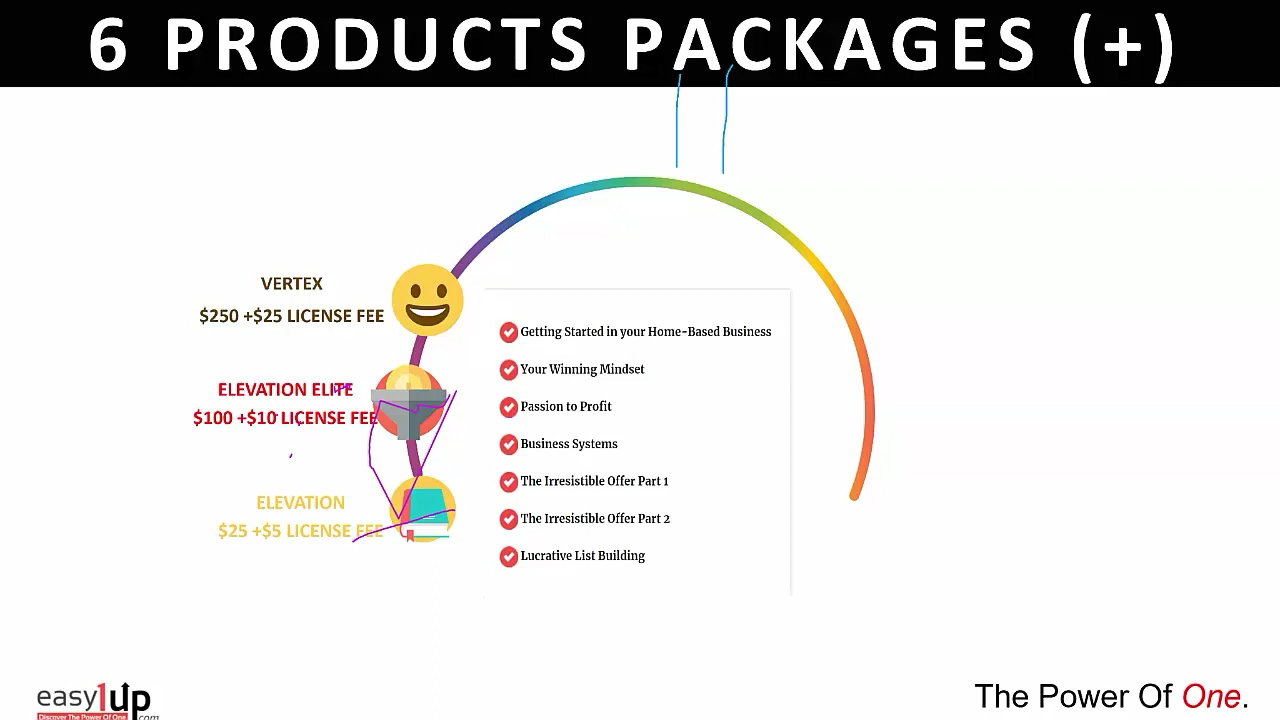 6 PRODUCTS PACKAGES (+)
VERTEX
$250 +$25 LICENSE FEE
ELEVATION ELITE
$100 +$10 LICENSE FEE
ELEVATION
$25 +$5 LICENSE FEE
Getting Started in your Home-Based Business
Your Winning Mindset
Passion to Profit
Business Systems
The Irresistible Offer Part 1
The Irresistible Offer Part 2
Lucrative List Building
easy1up
Discover The Power Of One
.com
The Power Of One.